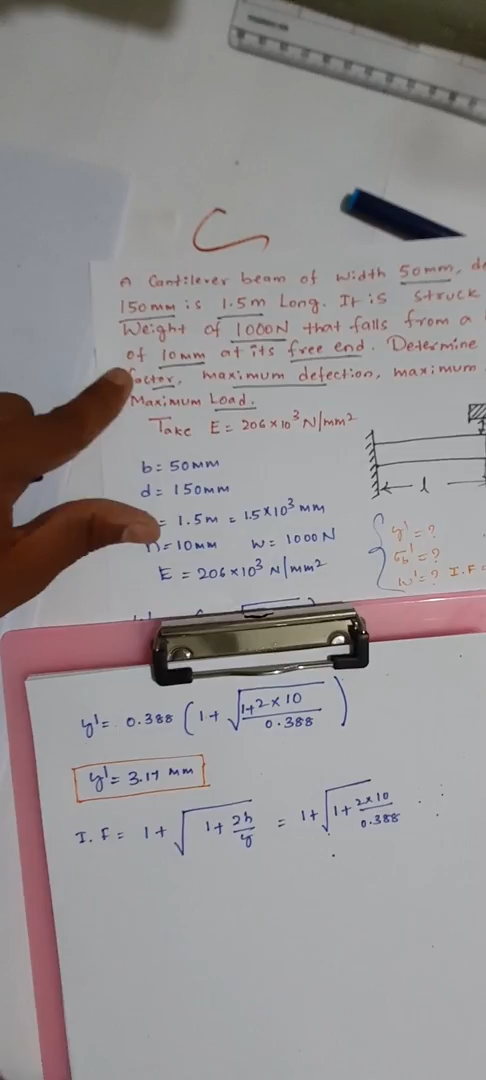 A Cantilever beam of width 50mm, de
150mm is 1.5m Long. It is struck
Weight of 1000N that falls from a
of 10mm at its free end. Determine
factor, maximum defection, maximum
Maximum Load.
Take E = 206×10³ N/mm²
b = 50mm
d = 150mm
= 1.5m = 1.5×10³ mm
h = 10mm w = 1000N
E = 206×10³ N/mm²
l
y' = ?
σb' = ?
w' = ? I.F =
y' = 0.388 (1 + √(1+2×10/0.388))
y' = 3.17 mm
I.F = 1 + √(1 + 2h/y) = 1+√(1+2×10/0.388)